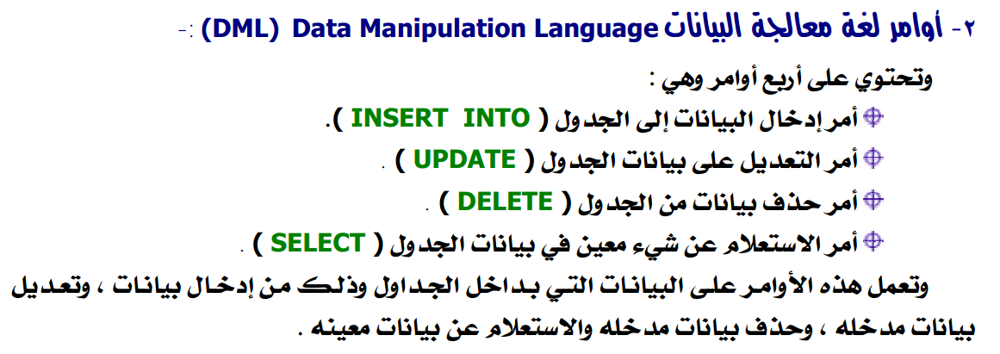 ٢- أوامر لغة معالجة البيانات Data Manipulation Language (DML) :-
وتحتوي على أربع أوامر وهي :
أمر إدخال البيانات إلى الجدول ( INSERT INTO ).
أمر التعديل على بيانات الجدول ( UPDATE ) .
أمر حذف بيانات من الجدول ( DELETE ) .
أمر الاستعلام عن شيء معين في بيانات الجدول ( SELECT ) .
وتعمل هذه الأوامر على البيانات التي بداخل الجداول وذلك من إدخال بيانات ، وتعديل
بيانات مدخله ، وحذف بيانات مدخله والاستعلام عن بيانات معينه .